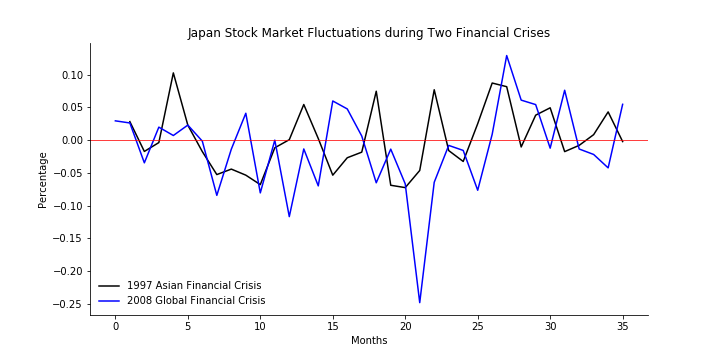 Japan Stock Market Fluctuations during Two Financial Crises
0.10
0.05
0.00
−0.05
−0.10
−0.15
−0.20
−0.25
Percentage
1997 Asian Financial Crisis
2008 Global Financial Crisis
0 5 10 15 20 25 30 35
Months